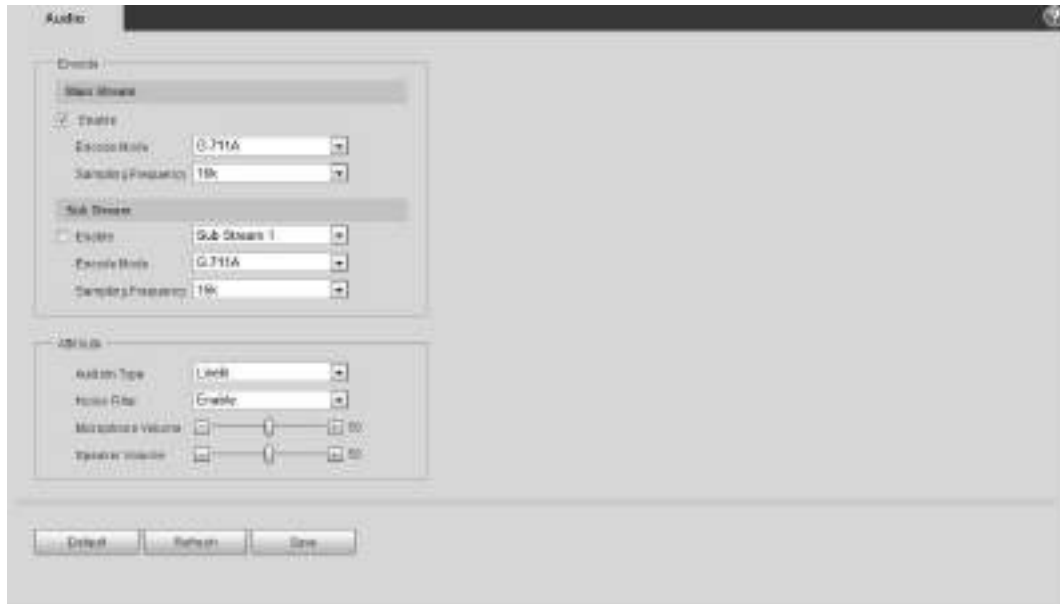 Audio
Encode
Main Stream
Enable
Encode Mode G.711A
Sampling Frequency 16k
Sub Stream
Enable Sub Stream 1
Encode Mode G.711A
Sampling Frequency 16k
Attribute
AudioIn Type LineIn
Noise Filter Enable
Microphone Volume 50
Speaker Volume 50
Default Refresh Save